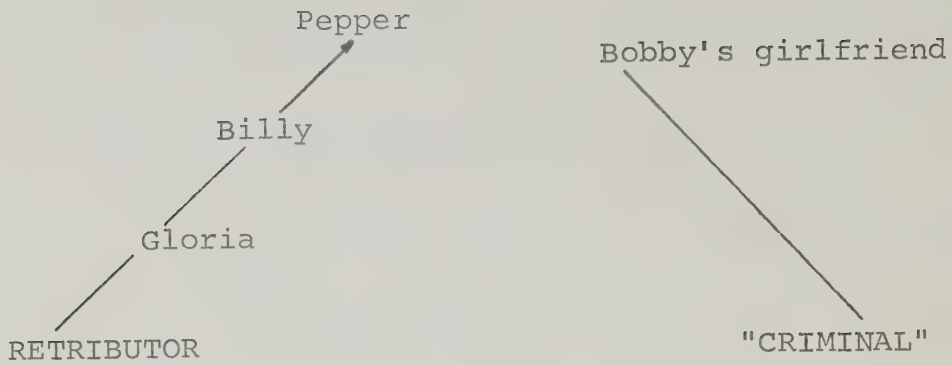 Pepper
Bobby's girlfriend
Billy
Gloria
RETRIBUTOR
"CRIMINAL"